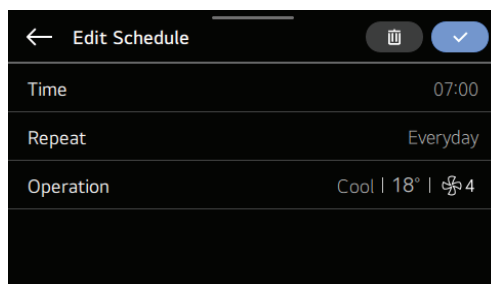 Edit Schedule
Time 07:00
Repeat Everyday
Operation Cool | 18° | 4